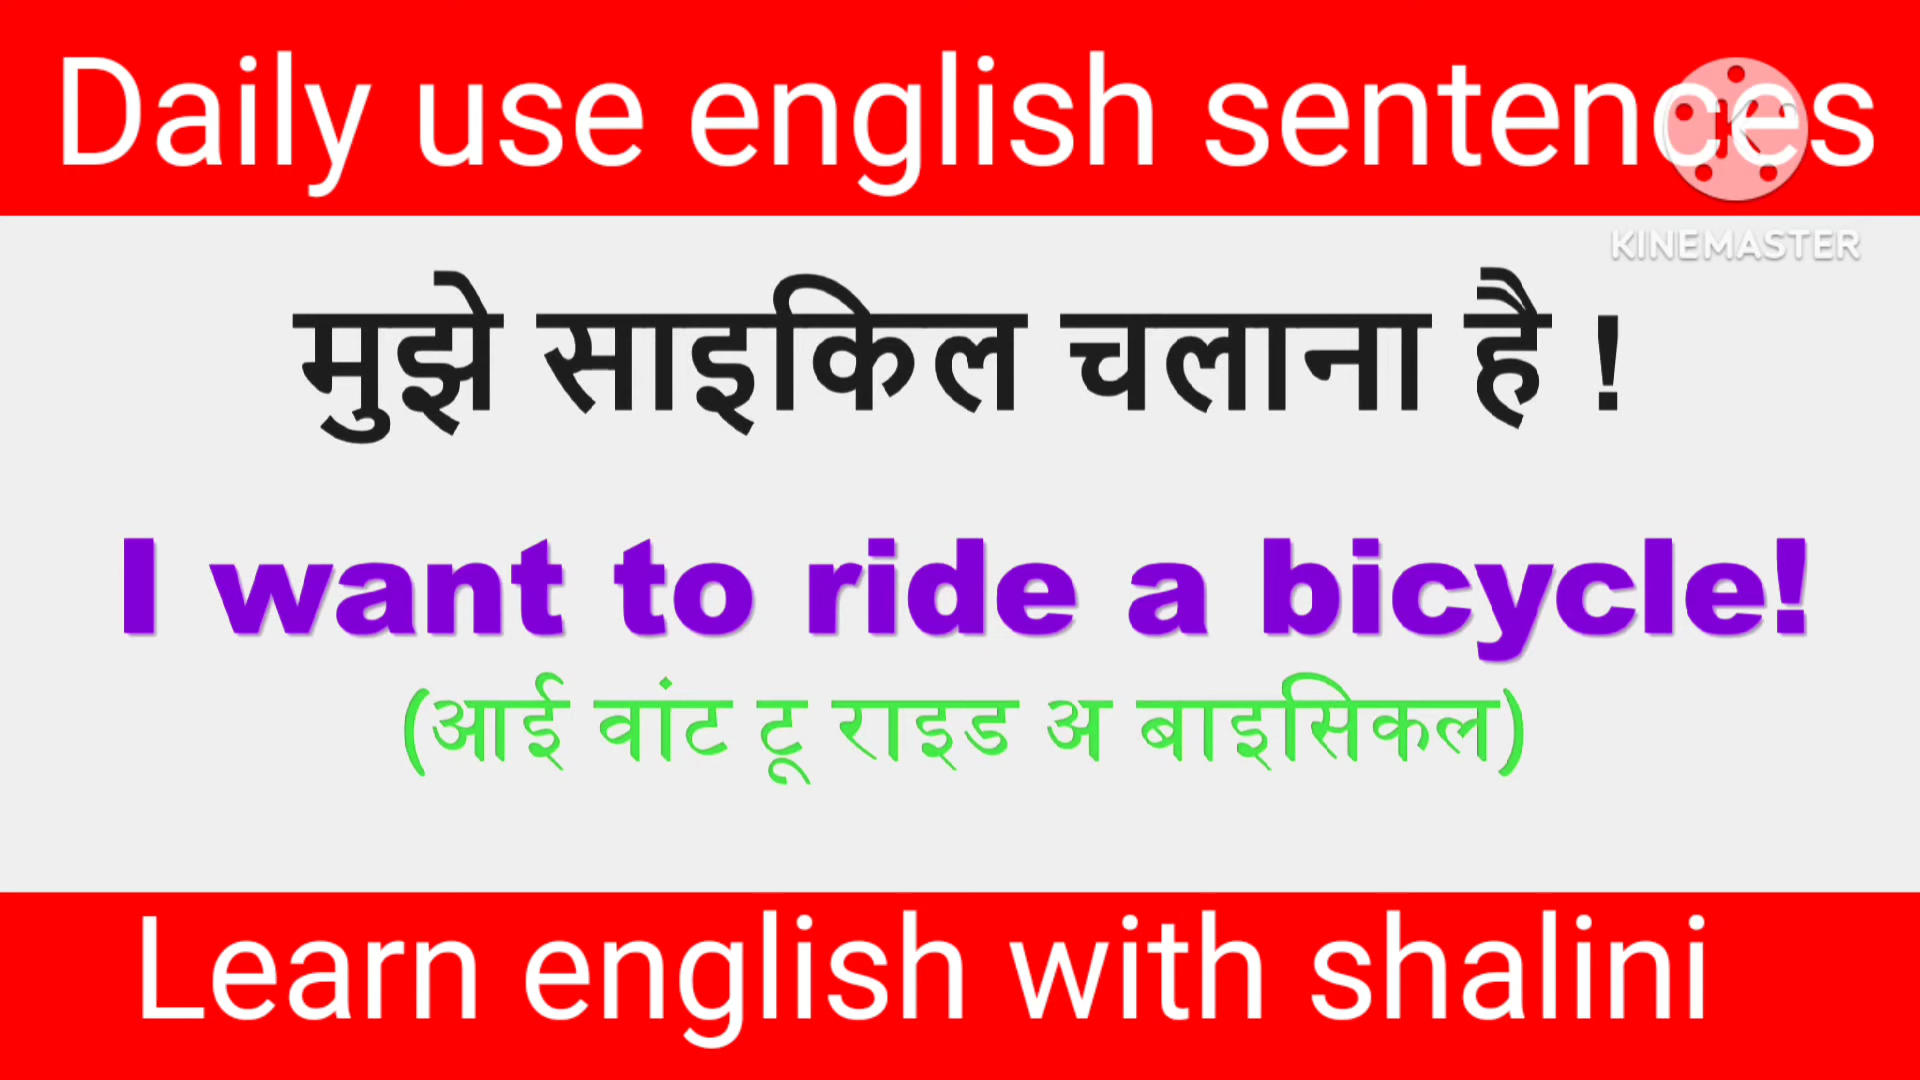 Daily use english sentences
KINEMASTER
मुझे साइकिल चलाना है !
I want to ride a bicycle!
(आई वांट टू राइड अ बाइसिकल)
Learn english with shalini